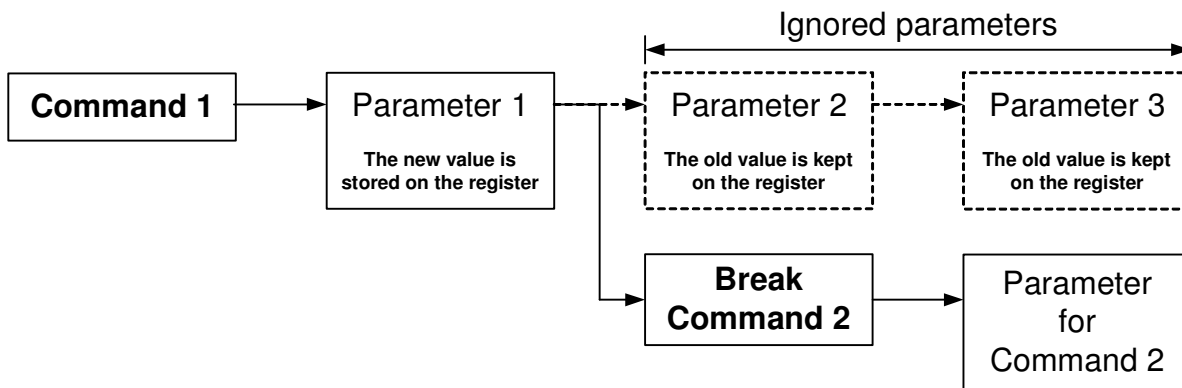 Ignored parameters
Command 1
Parameter 1
The new value is
stored on the register
Parameter 2
The old value is kept
on the register
Parameter 3
The old value is kept
on the register
Break
Command 2
Parameter
for
Command 2